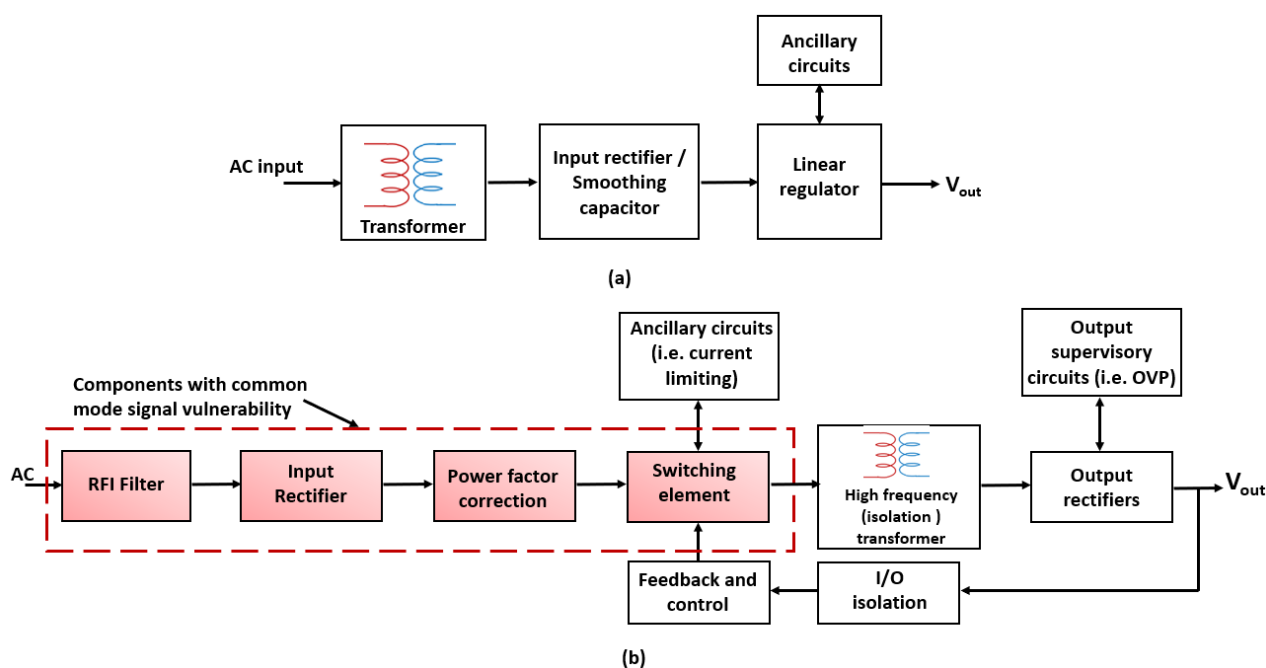 Ancillary
circuits
AC input
Transformer
Input rectifier /
Smoothing
capacitor
Linear
regulator
Vout
(a)
Components with common
mode signal vulnerability
Ancillary circuits
(i.e. current
limiting)
Output
supervisory
circuits (i.e. OVP)
AC
RFI Filter
Input
Rectifier
Power factor
correction
Switching
element
High frequency
(isolation )
transformer
Output
rectifiers
Vout
Feedback and
control
I/O
isolation
(b)